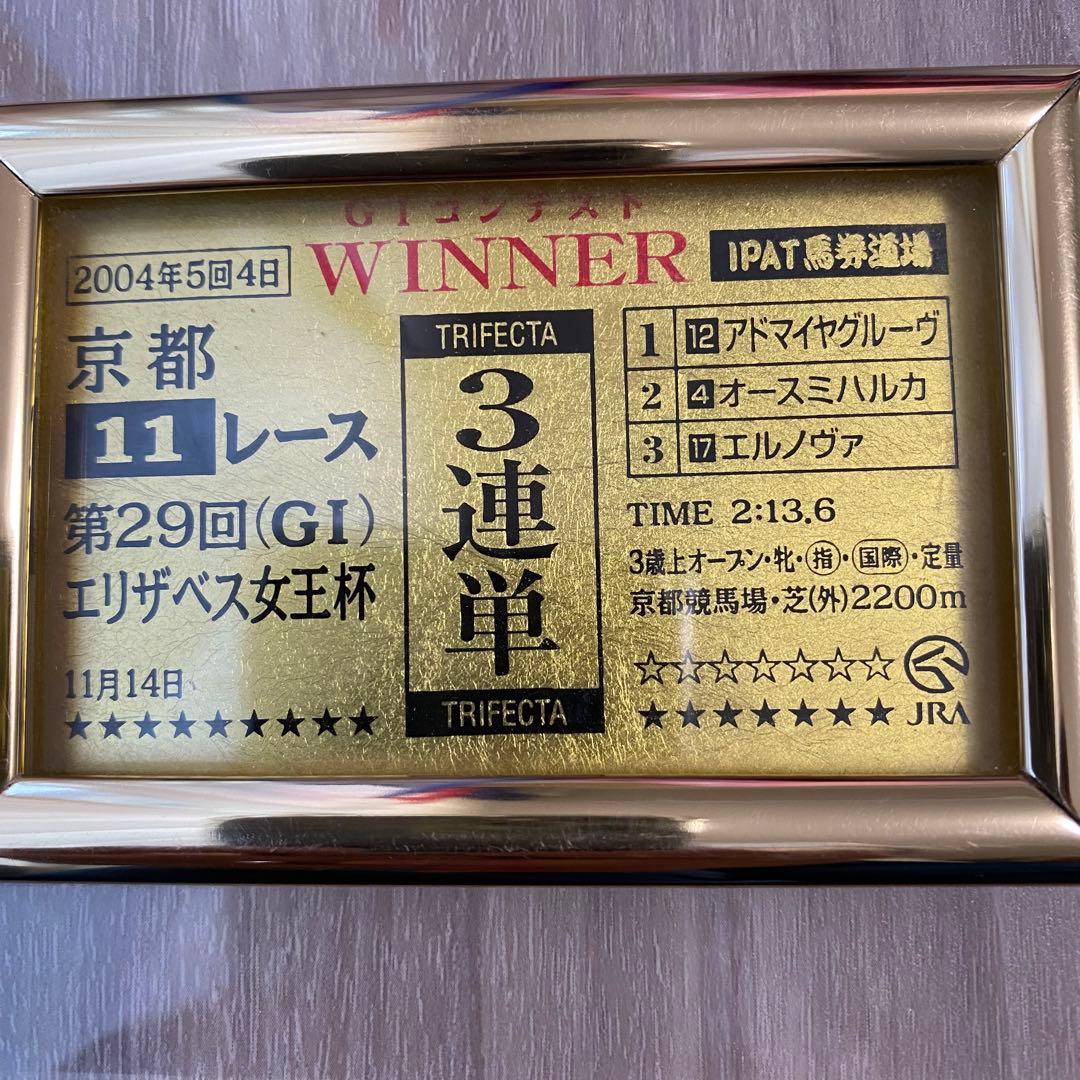 GIコンテスト
WINNER
IPAT馬券道場
2004年5回4日
京都
11レース
第29回(GI)
エリザベス女王杯
11月14日
★★★★★★★★★
TRIFECTA
3連単
TRIFECTA
1 12 アドマイヤグルーヴ
2 4 オースミハルカ
3 17 エルノヴァ
TIME 2:13.6
3歳上オープン・牝・(指)・(国際)・定量
京都競馬場・芝(外)2200m
☆☆☆☆☆☆☆
★★★★★★★ JRA